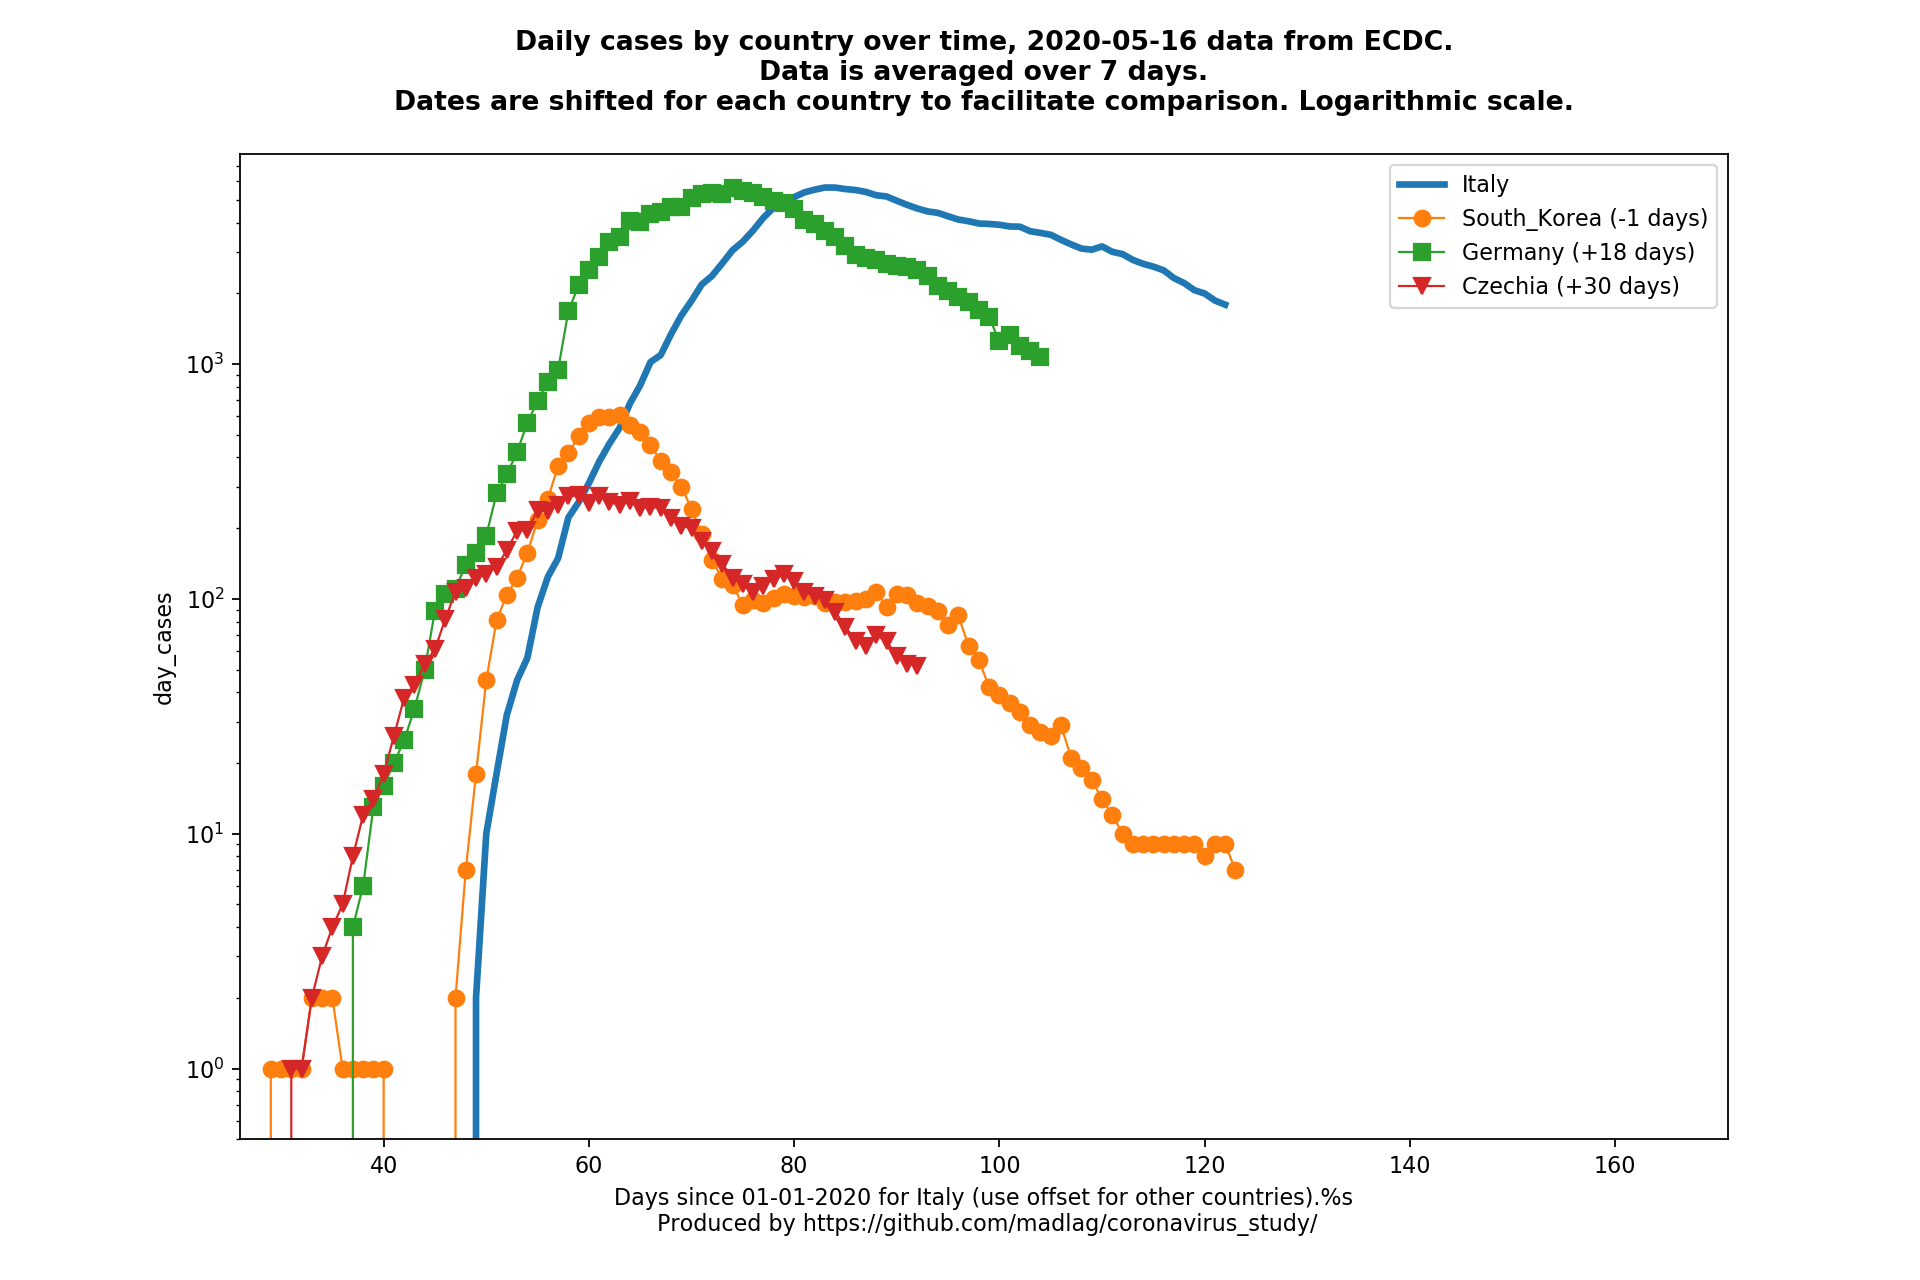 Daily cases by country over time, 2020-05-16 data from ECDC.
Data is averaged over 7 days.
Dates are shifted for each country to facilitate comparison. Logarithmic scale.
Italy
South_Korea (-1 days)
Germany (+18 days)
Czechia (+30 days)
day_cases
10³
10²
10¹
10⁰
40 60 80 100 120 140 160
Days since 01-01-2020 for Italy (use offset for other countries).%s
Produced by https://github.com/madlag/coronavirus_study/